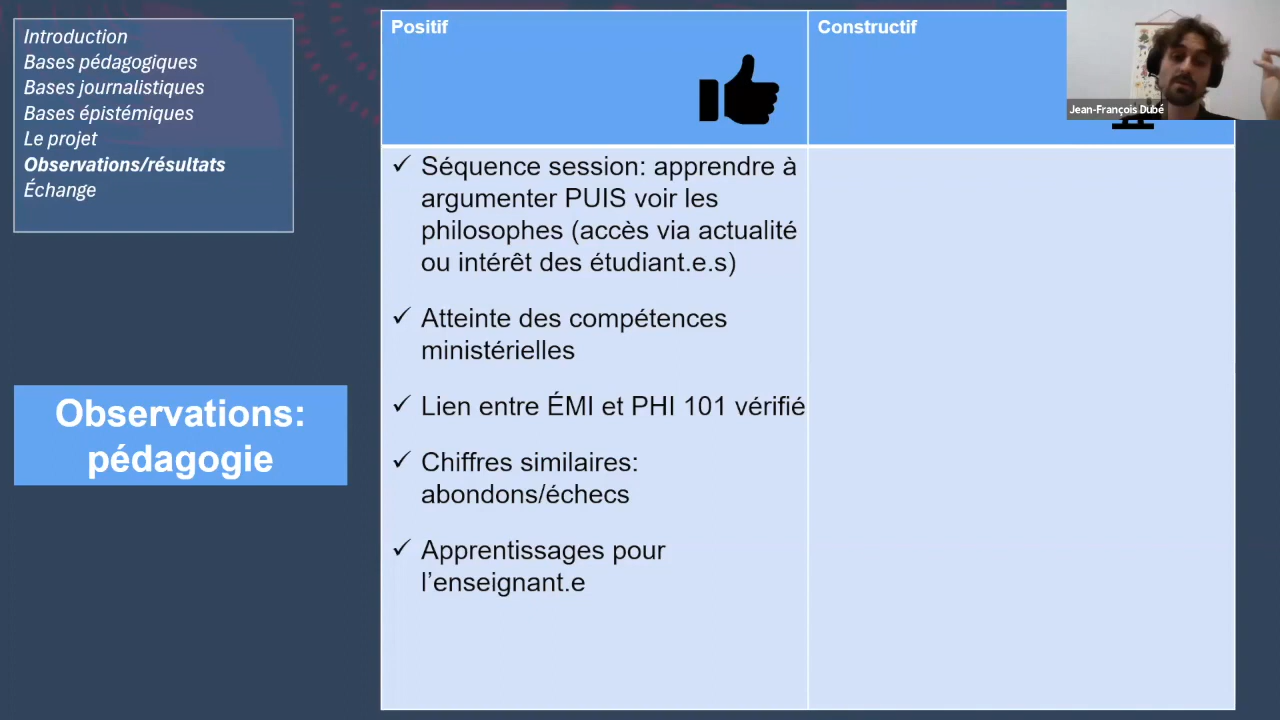 Introduction
Bases pédagogiques
Bases journalistiques
Bases épistémiques
Le projet
Observations/résultats
Échange
Observations:
pédagogie
Positif
Constructif
✓ Séquence session: apprendre à
argumenter PUIS voir les
philosophes (accès via actualité
ou intérêt des étudiant.e.s)
✓ Atteinte des compétences
ministérielles
✓ Lien entre ÉMI et PHI 101 vérifié
✓ Chiffres similaires:
abondons/échecs
✓ Apprentissages pour
l’enseignant.e
Jean-François Dubé